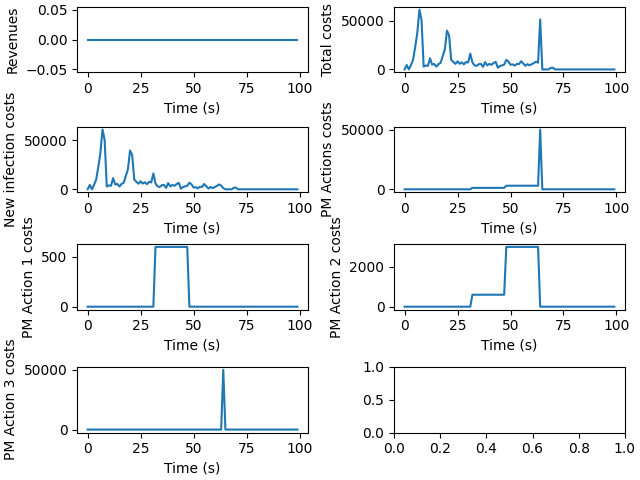 Revenues
0.05
0.00
−0.05
0 25 50 75 100
Time (s)
Total costs
50000
0
0 25 50 75 100
Time (s)
New infection costs
50000
0
0 25 50 75 100
Time (s)
PM Actions costs
50000
0
0 25 50 75 100
Time (s)
PM Action 1 costs
500
0
0 25 50 75 100
Time (s)
PM Action 2 costs
2000
0
0 25 50 75 100
Time (s)
PM Action 3 costs
50000
0
0 25 50 75 100
Time (s)
1.0
0.5
0.0
0.0 0.2 0.4 0.6 0.8 1.0